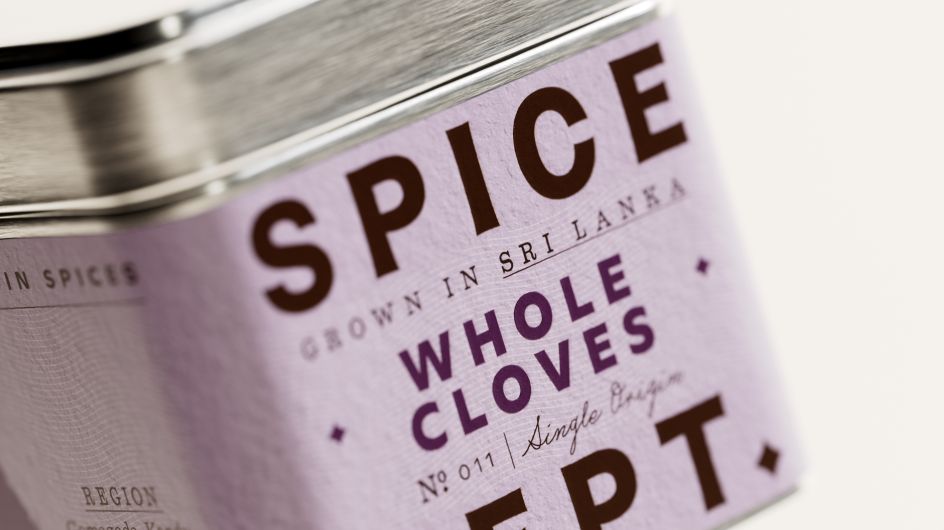 SPICE
GROWN IN SRI LANKA
WHOLE
CLOVES
Nº 011 | Single Origin
EPT.
IN SPICES
REGION